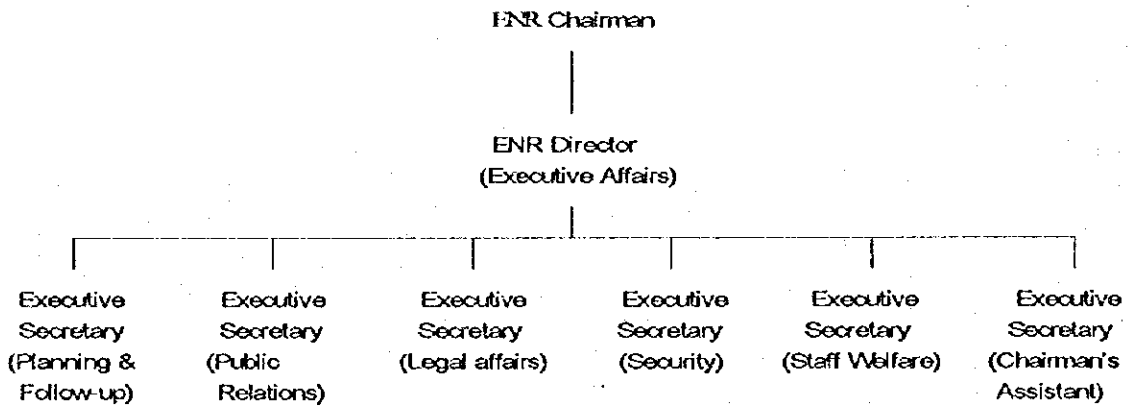 ENR Chairman
ENR Director
(Executive Affairs)
Executive
Secretary
(Planning &
Follow-up)
Executive
Secretary
(Public
Relations)
Executive
Secretary
(Legal affairs)
Executive
Secretary
(Security)
Executive
Secretary
(Staff Welfare)
Executive
Secretary
(Chairman's
Assistant)